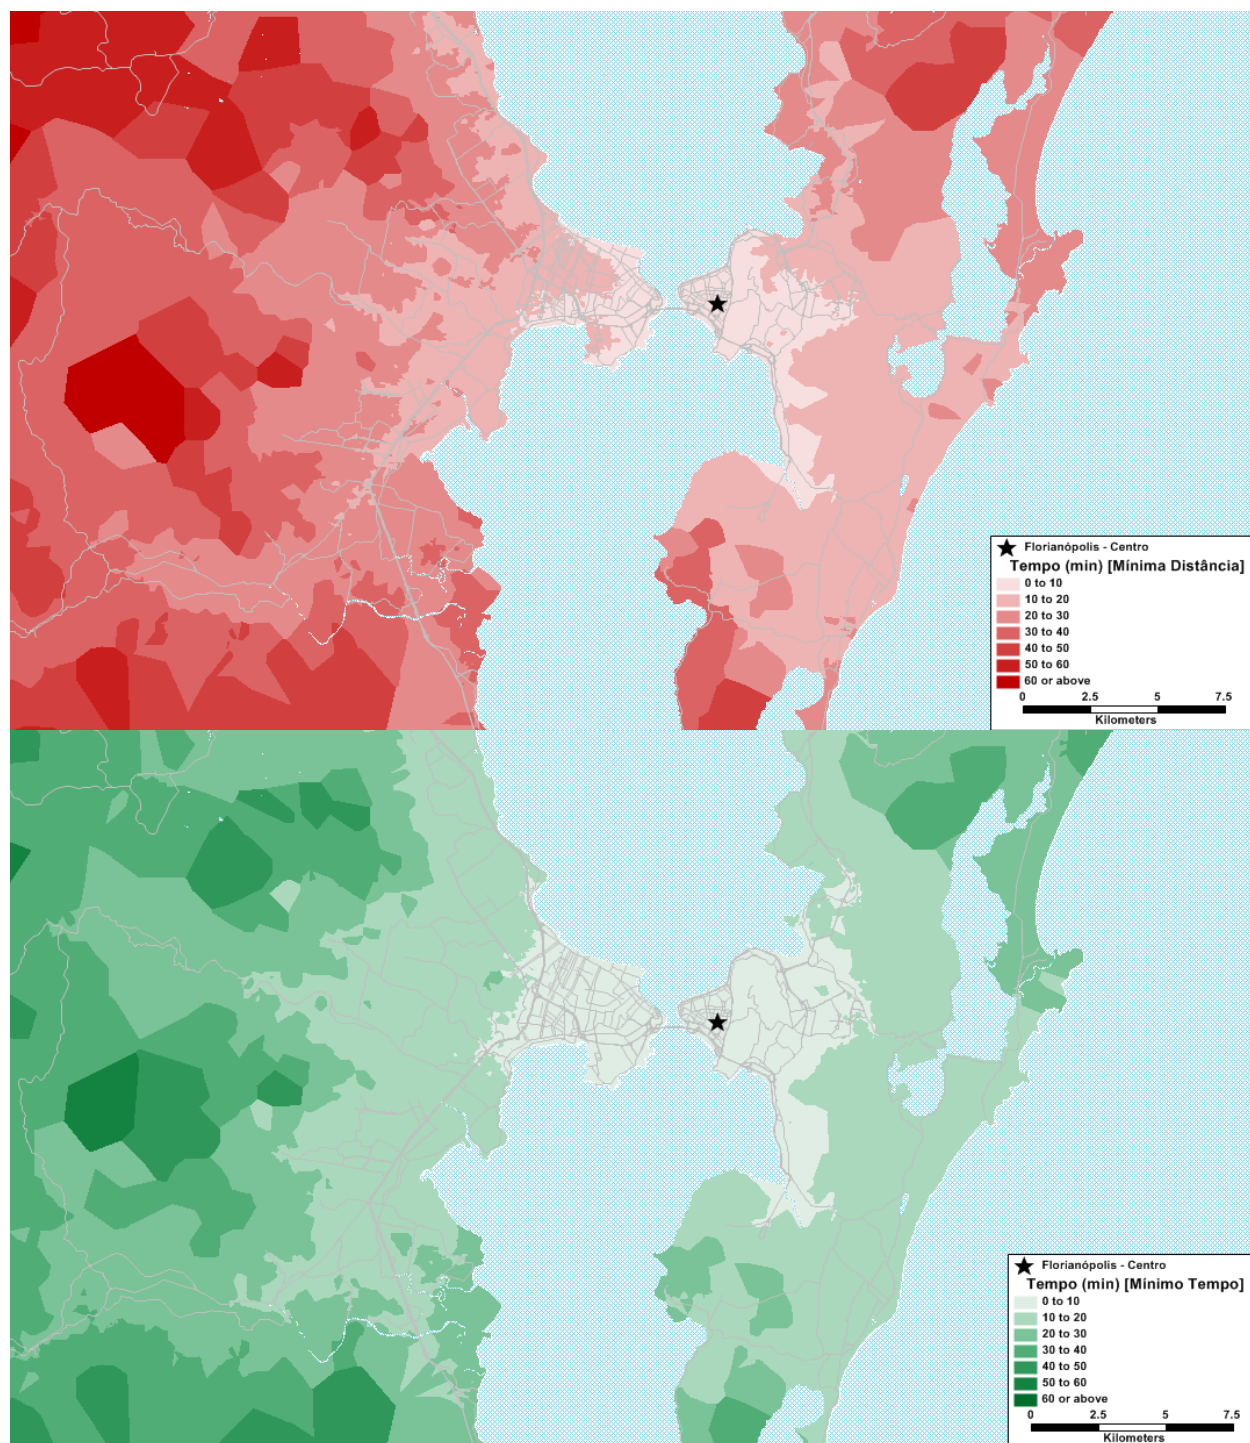 Florianópolis - Centro
Tempo (min) [Mínima Distância]
0 to 10
10 to 20
20 to 30
30 to 40
40 to 50
50 to 60
60 or above
0 2.5 5 7.5
Kilometers
Florianópolis - Centro
Tempo (min) [Mínimo Tempo]
0 to 10
10 to 20
20 to 30
30 to 40
40 to 50
50 to 60
60 or above
0 2.5 5 7.5
Kilometers